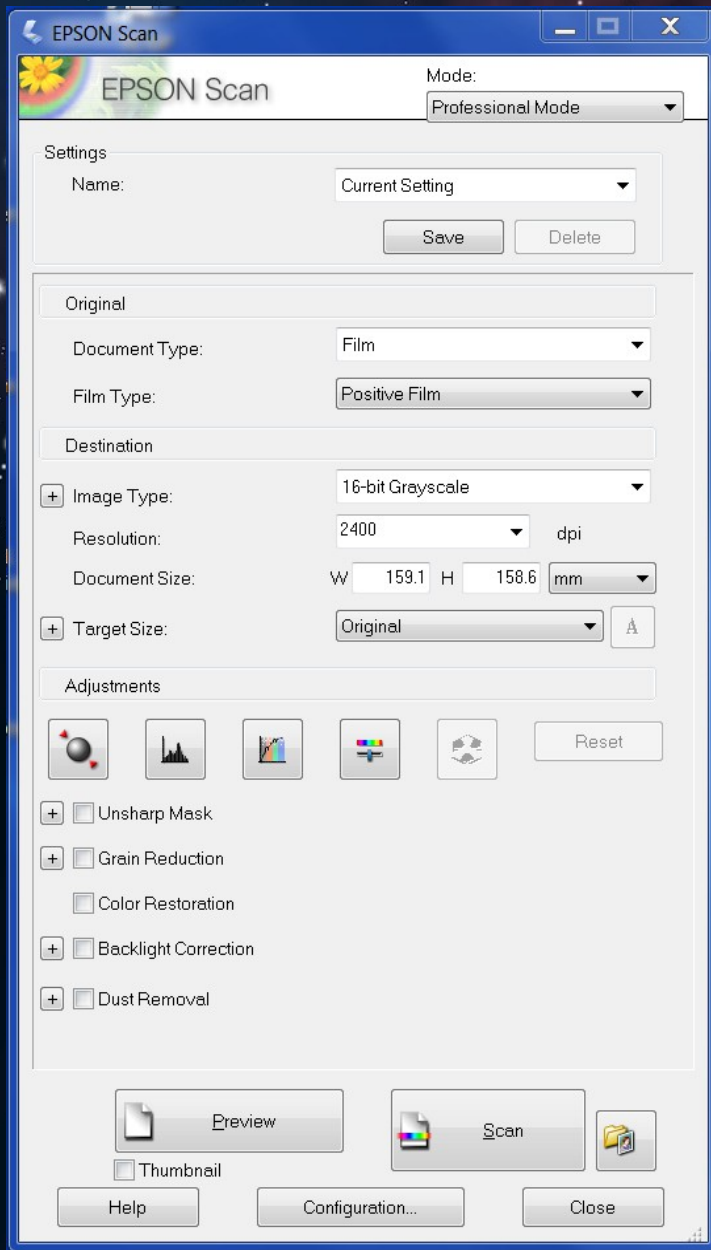 EPSON Scan
EPSON Scan
Mode:
Professional Mode
Settings
Name: Current Setting
Save Delete
Original
Document Type: Film
Film Type: Positive Film
Destination
+ Image Type: 16-bit Grayscale
Resolution: 2400 dpi
Document Size: W 159.1 H 158.6 mm
+ Target Size: Original A
Adjustments
Reset
+ Unsharp Mask
+ Grain Reduction
Color Restoration
+ Backlight Correction
+ Dust Removal
Preview Scan
Thumbnail
Help Configuration... Close